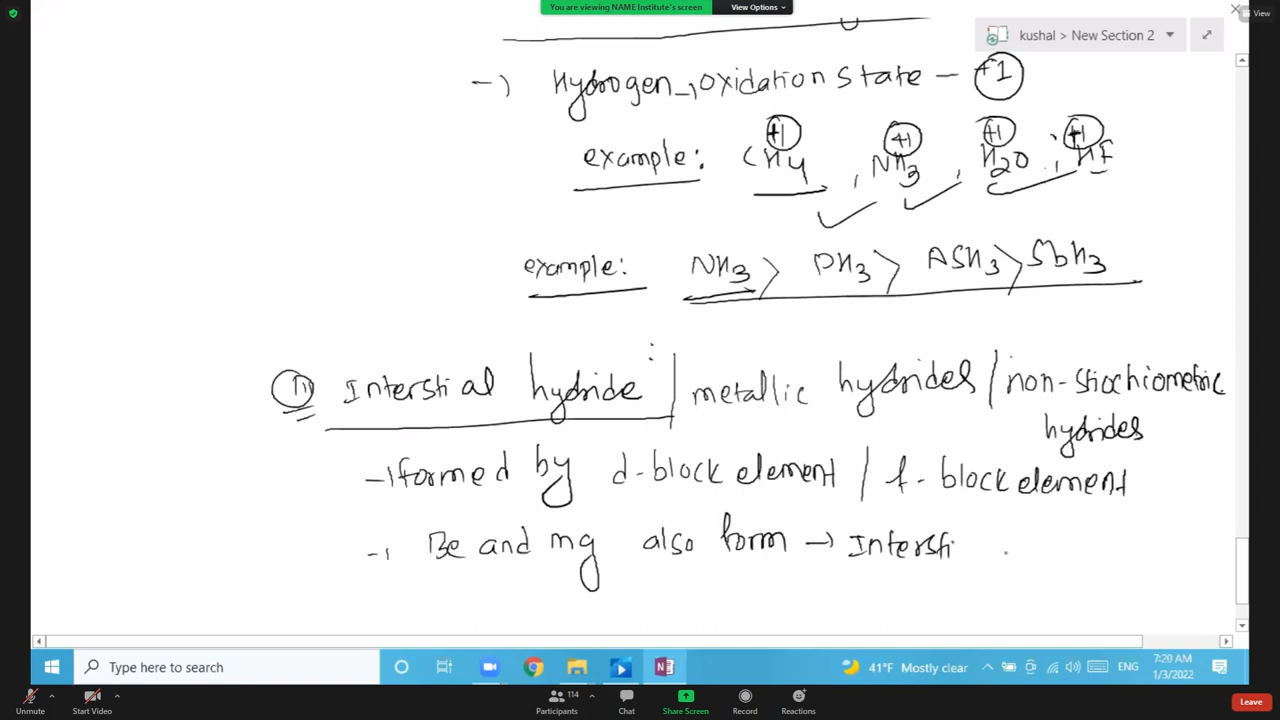 You are viewing NAME Institute's screen View Options
View
kushal > New Section 2
Hydrogen oxidation state - +1
+1 +1 +1 +1
example: CH4, NH3, H2O, HF
example: NH3 > PH3 > ASH3 > SbH3
(11) Interstial hydride: / metallic hydrides / non-stiochiometric
hydrides
formed by d-block element / f-block element
Be and mg also form → Intersti
Type here to search
41°F Mostly clear
ENG
7:20 AM
1/3/2022
114
Unmute Start Video Participants Chat Share Screen Record Reactions Leave